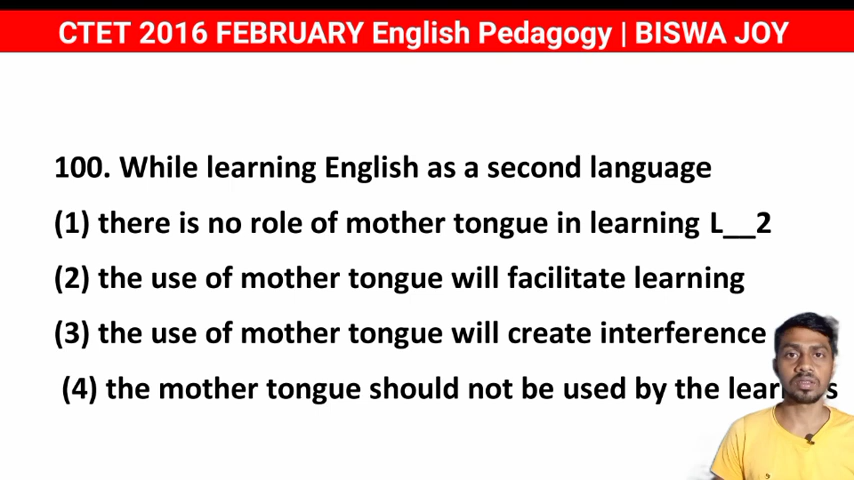 CTET 2016 FEBRUARY English Pedagogy | BISWA JOY
100. While learning English as a second language
(1) there is no role of mother tongue in learning L__2
(2) the use of mother tongue will facilitate learning
(3) the use of mother tongue will create interference
(4) the mother tongue should not be used by the